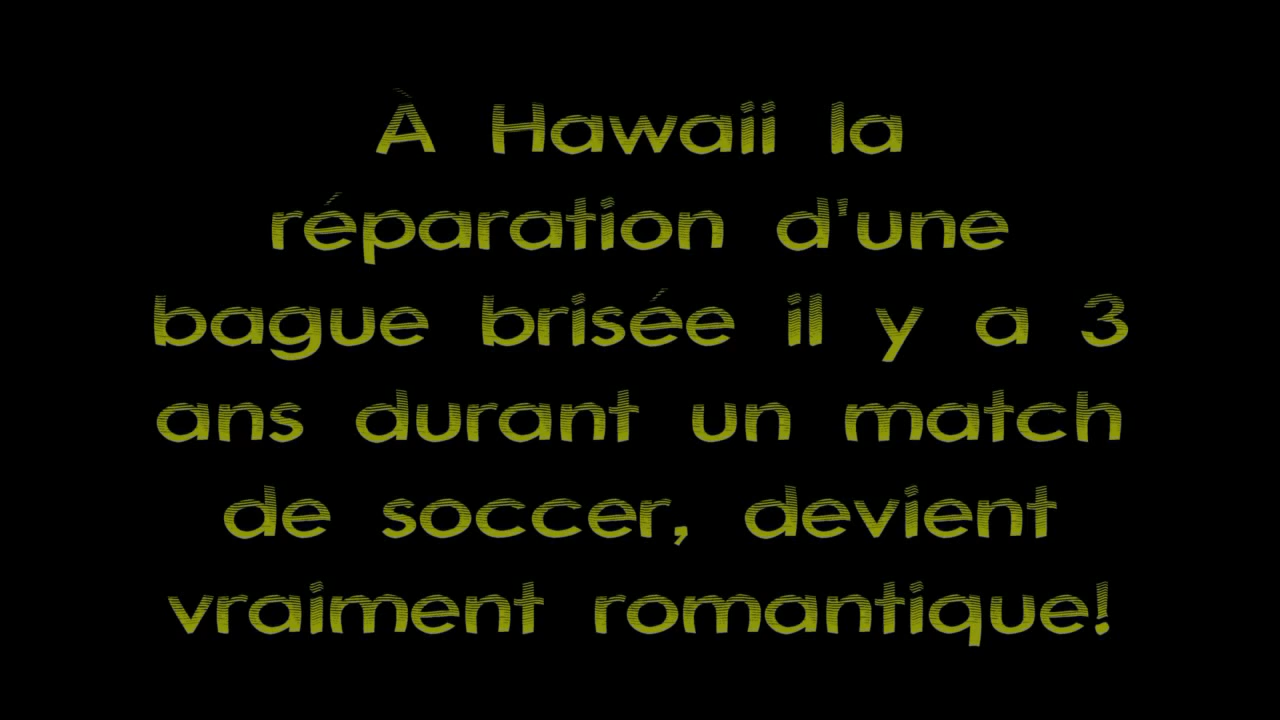 À Hawaii la
réparation d'une
bague brisée il y a 3
ans durant un match
de soccer, devient
vraiment romantique!